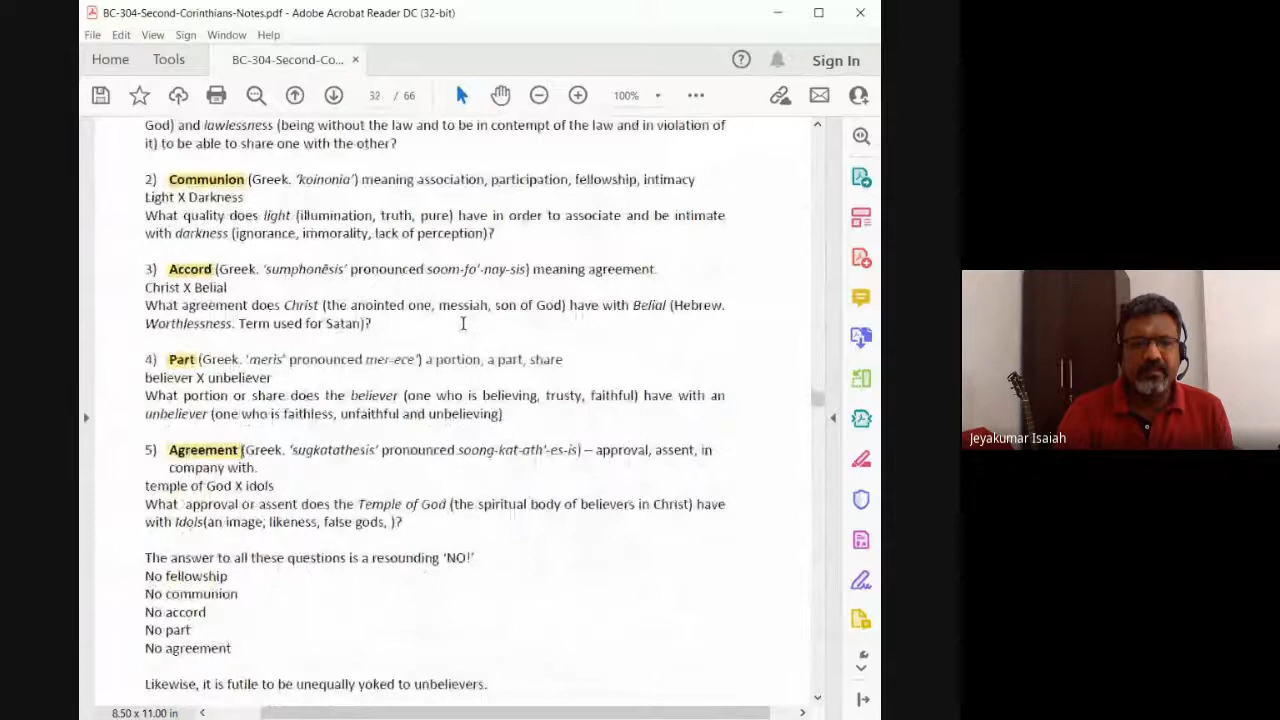 BC-304-Second-Corinthians-Notes.pdf - Adobe Acrobat Reader DC (32-bit)
File Edit View Sign Window Help
Home Tools BC-304-Second-Co... × Sign In
32 / 66 100%
God) and lawlessness (being without the law and to be in contempt of the law and in violation of
it) to be able to share one with the other?
2) Communion (Greek. 'koinonia') meaning association, participation, fellowship, intimacy
Light X Darkness
What quality does light (illumination, truth, pure) have in order to associate and be intimate
with darkness (ignorance, immorality, lack of perception)?
3) Accord (Greek. 'sumphonēsis' pronounced soom-fo'-nay-sis) meaning agreement.
Christ X Belial
What agreement does Christ (the anointed one, messiah, son of God) have with Belial (Hebrew.
Worthlessness. Term used for Satan)?
4) Part (Greek. 'meris' pronounced mer-ece') a portion, a part, share
believer X unbeliever
What portion or share does the believer (one who is believing, trusty, faithful) have with an
unbeliever (one who is faithless, unfaithful and unbelieving)
5) Agreement (Greek. 'sugkatathesis' pronounced soong-kat-ath'-es-is) – approval, assent, in
company with.
temple of God X idols
What approval or assent does the Temple of God (the spiritual body of believers in Christ) have
with Idols(an image, likeness, false gods, )?
The answer to all these questions is a resounding 'NO!'
No fellowship
No communion
No accord
No part
No agreement
Likewise, it is futile to be unequally yoked to unbelievers.
8.50 x 11.00 in
Jeyakumar Isaiah